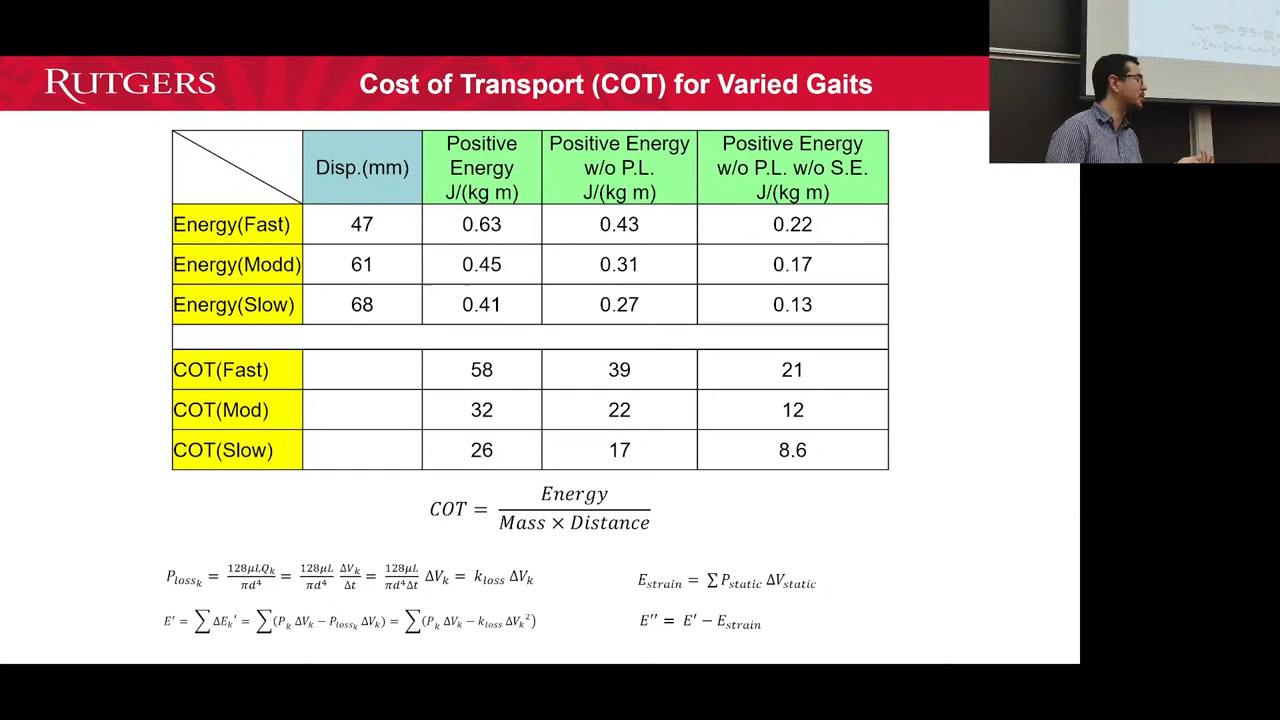 RUTGERS
Cost of Transport (COT) for Varied Gaits
Disp.(mm) | Positive Energy J/(kg m) | Positive Energy w/o P.L. J/(kg m) | Positive Energy w/o P.L. w/o S.E. J/(kg m)
Energy(Fast) 47 0.63 0.43 0.22
Energy(Modd) 61 0.45 0.31 0.17
Energy(Slow) 68 0.41 0.27 0.13
COT(Fast) 58 39 21
COT(Mod) 32 22 12
COT(Slow) 26 17 8.6
COT = Energy / Mass × Distance
P_loss_k = 128μLQ_k / πd⁴ = 128μL / πd⁴ ΔV_k / Δt = 128μL / πd⁴Δt ΔV_k = k_loss ΔV_k
E_strain = ∑ P_static ΔV_static
E′ = ∑ ΔE_k′ = ∑(P_k ΔV_k − P_loss_k ΔV_k) = ∑(P_k ΔV_k − k_loss ΔV_k²)
E′′ = E′ − E_strain